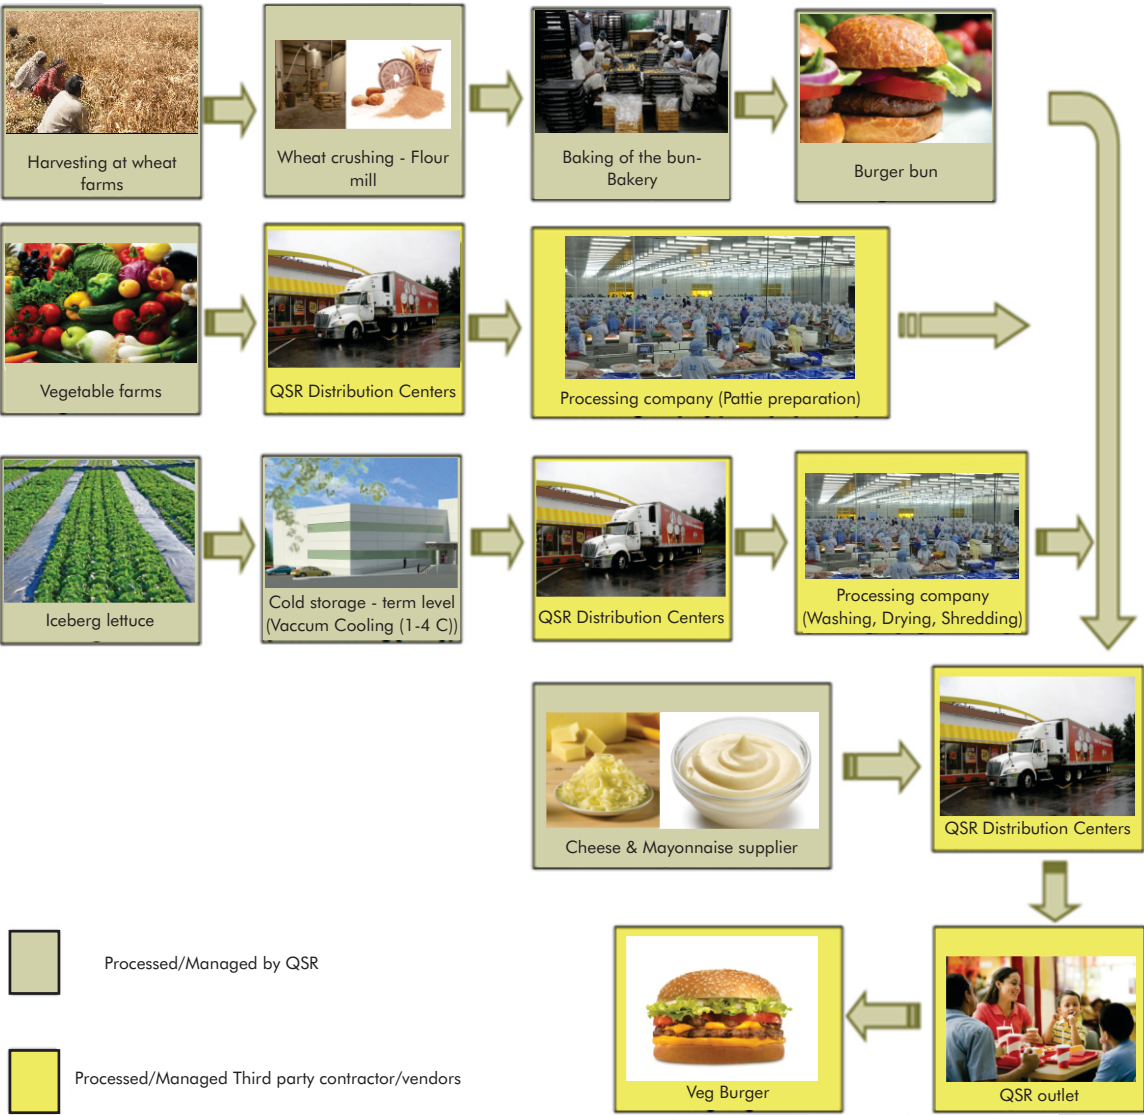 Harvesting at wheat
farms
Wheat crushing - Flour
mill
Baking of the bun-
Bakery
Burger bun
Vegetable farms
QSR Distribution Centers
Processing company (Pattie preparation)
Iceberg lettuce
Cold storage - term level
(Vaccum Cooling (1-4 C))
QSR Distribution Centers
Processing company
(Washing, Drying, Shredding)
Cheese & Mayonnaise supplier
QSR Distribution Centers
Processed/Managed by QSR
Processed/Managed Third party contractor/vendors
Veg Burger
QSR outlet